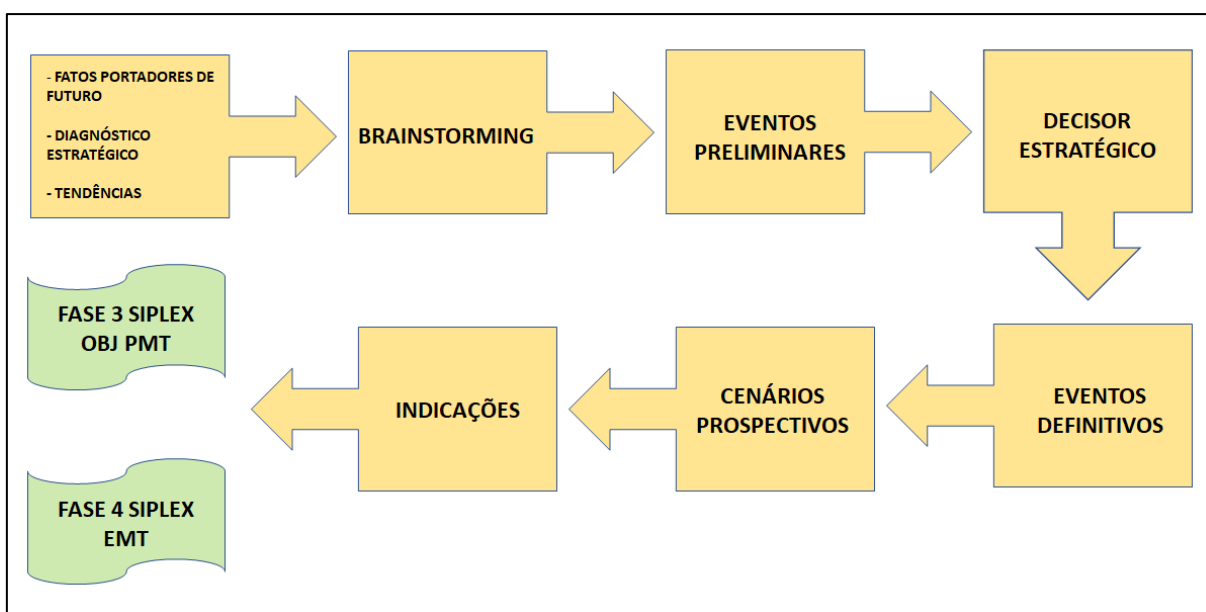 - FATOS PORTADORES DE
FUTURO
- DIAGNÓSTICO
ESTRATÉGICO
- TENDÊNCIAS
BRAINSTORMING
EVENTOS
PRELIMINARES
DECISOR
ESTRATÉGICO
EVENTOS
DEFINITIVOS
CENÁRIOS
PROSPECTIVOS
INDICAÇÕES
FASE 3 SIPLEX
OBJ PMT
FASE 4 SIPLEX
EMT